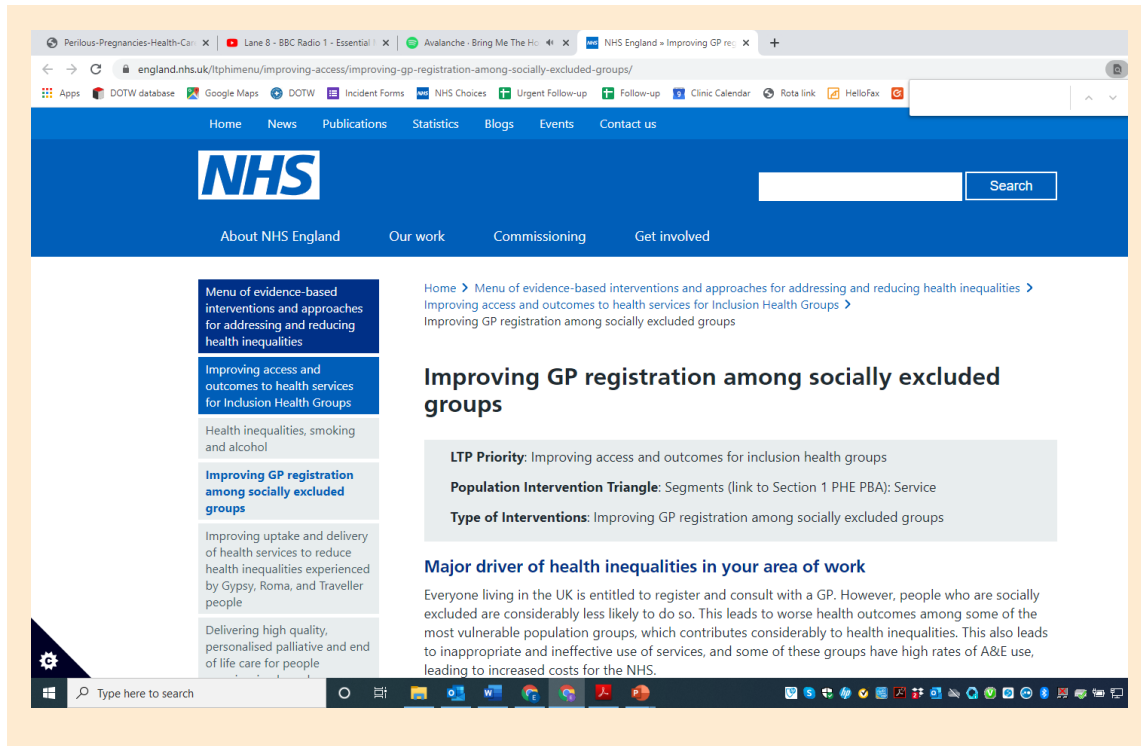 Perilous-Pregnancies-Health-Can
Lane 8 - BBC Radio 1 - Essential
Avalanche - Bring Me The Ho
NHS England » Improving GP reg
england.nhs.uk/ltphimenu/improving-access/improving-gp-registration-among-socially-excluded-groups/
Apps DOTW database Google Maps DOTW Incident Forms NHS Choices Urgent Follow-up Follow-up Clinic Calendar Rota link HelloFax
Home News Publications Statistics Blogs Events Contact us
NHS
Search
About NHS England Our work Commissioning Get involved
Menu of evidence-based
interventions and approaches
for addressing and reducing
health inequalities
Improving access and
outcomes to health services
for Inclusion Health Groups
Health inequalities, smoking
and alcohol
Improving GP registration
among socially excluded
groups
Improving uptake and delivery
of health services to reduce
health inequalities experienced
by Gypsy, Roma, and Traveller
people
Delivering high quality,
personalised palliative and end
of life care for people
Home > Menu of evidence-based interventions and approaches for addressing and reducing health inequalities >
Improving access and outcomes to health services for Inclusion Health Groups >
Improving GP registration among socially excluded groups
Improving GP registration among socially excluded
groups
LTP Priority: Improving access and outcomes for inclusion health groups
Population Intervention Triangle: Segments (link to Section 1 PHE PBA): Service
Type of Interventions: Improving GP registration among socially excluded groups
Major driver of health inequalities in your area of work
Everyone living in the UK is entitled to register and consult with a GP. However, people who are socially
excluded are considerably less likely to do so. This leads to worse health outcomes among some of the
most vulnerable population groups, which contributes considerably to health inequalities. This also leads
to inappropriate and ineffective use of services, and some of these groups have high rates of A&E use,
leading to increased costs for the NHS.
Type here to search